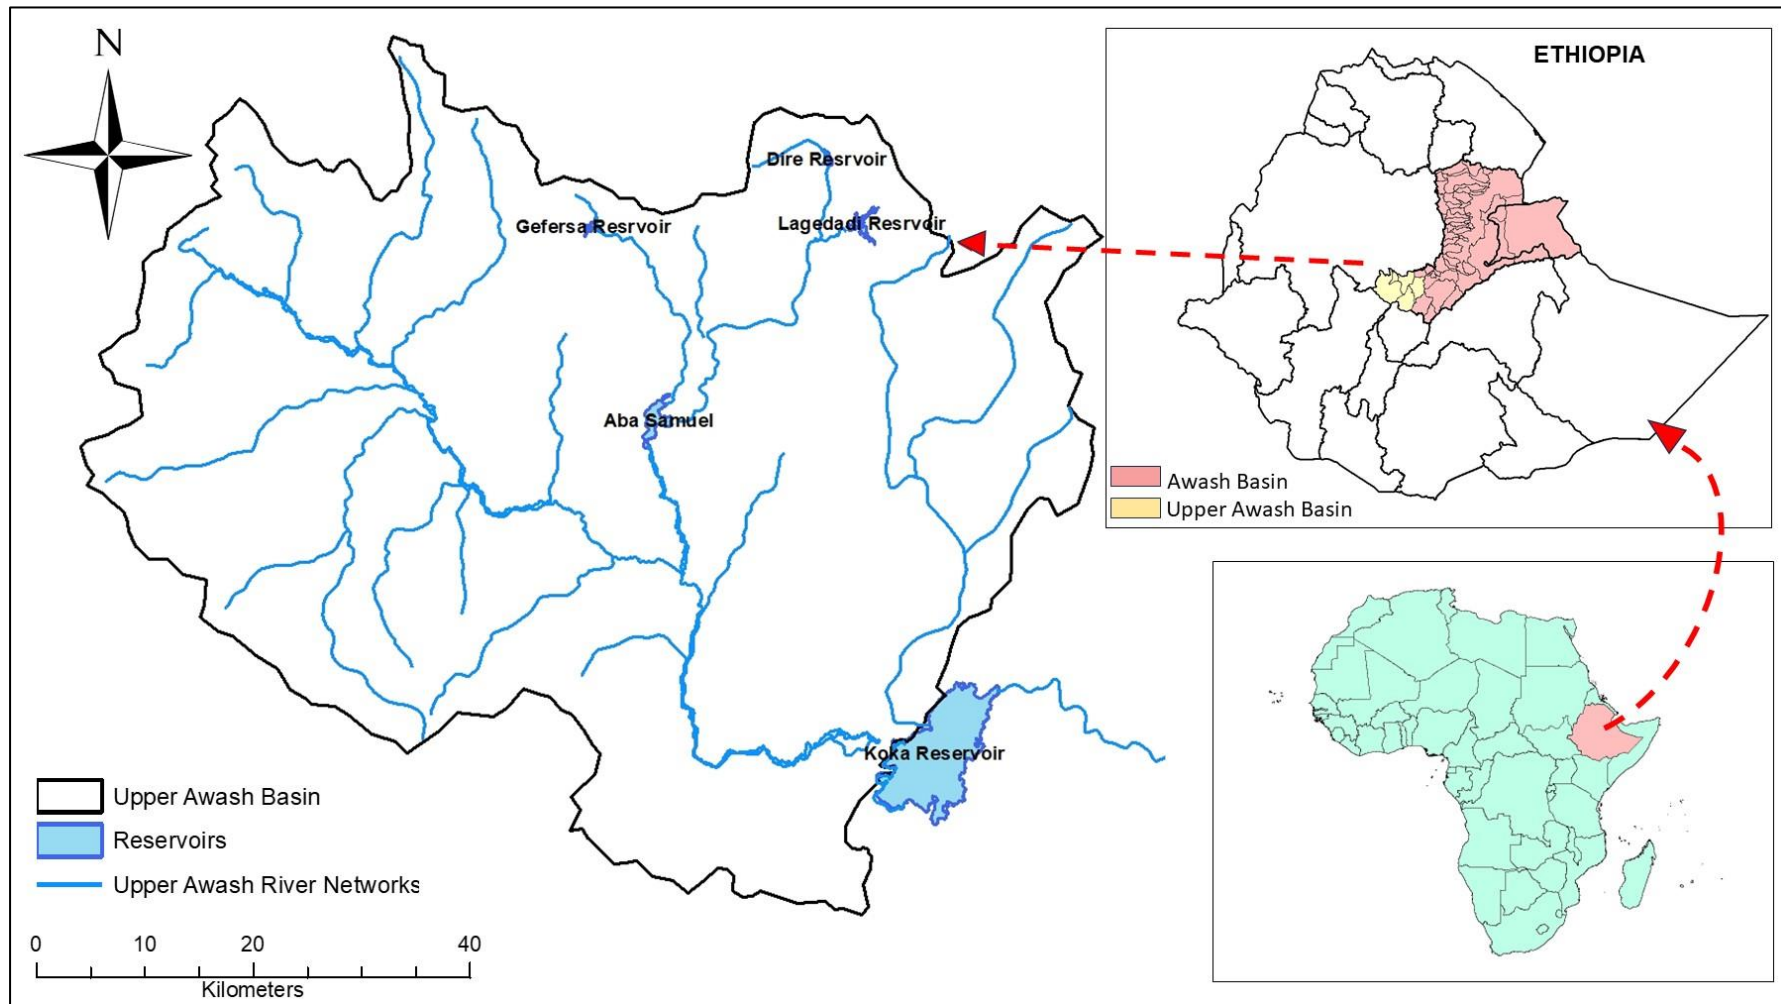 N
ETHIOPIA
Dire Resrvoir
Gefersa Resrvoir
Lagedadi Resrvoir
Aba Samuel
Awash Basin
Upper Awash Basin
Koka Reservoir
Upper Awash Basin
Reservoirs
Upper Awash River Networks
0 10 20 40
Kilometers